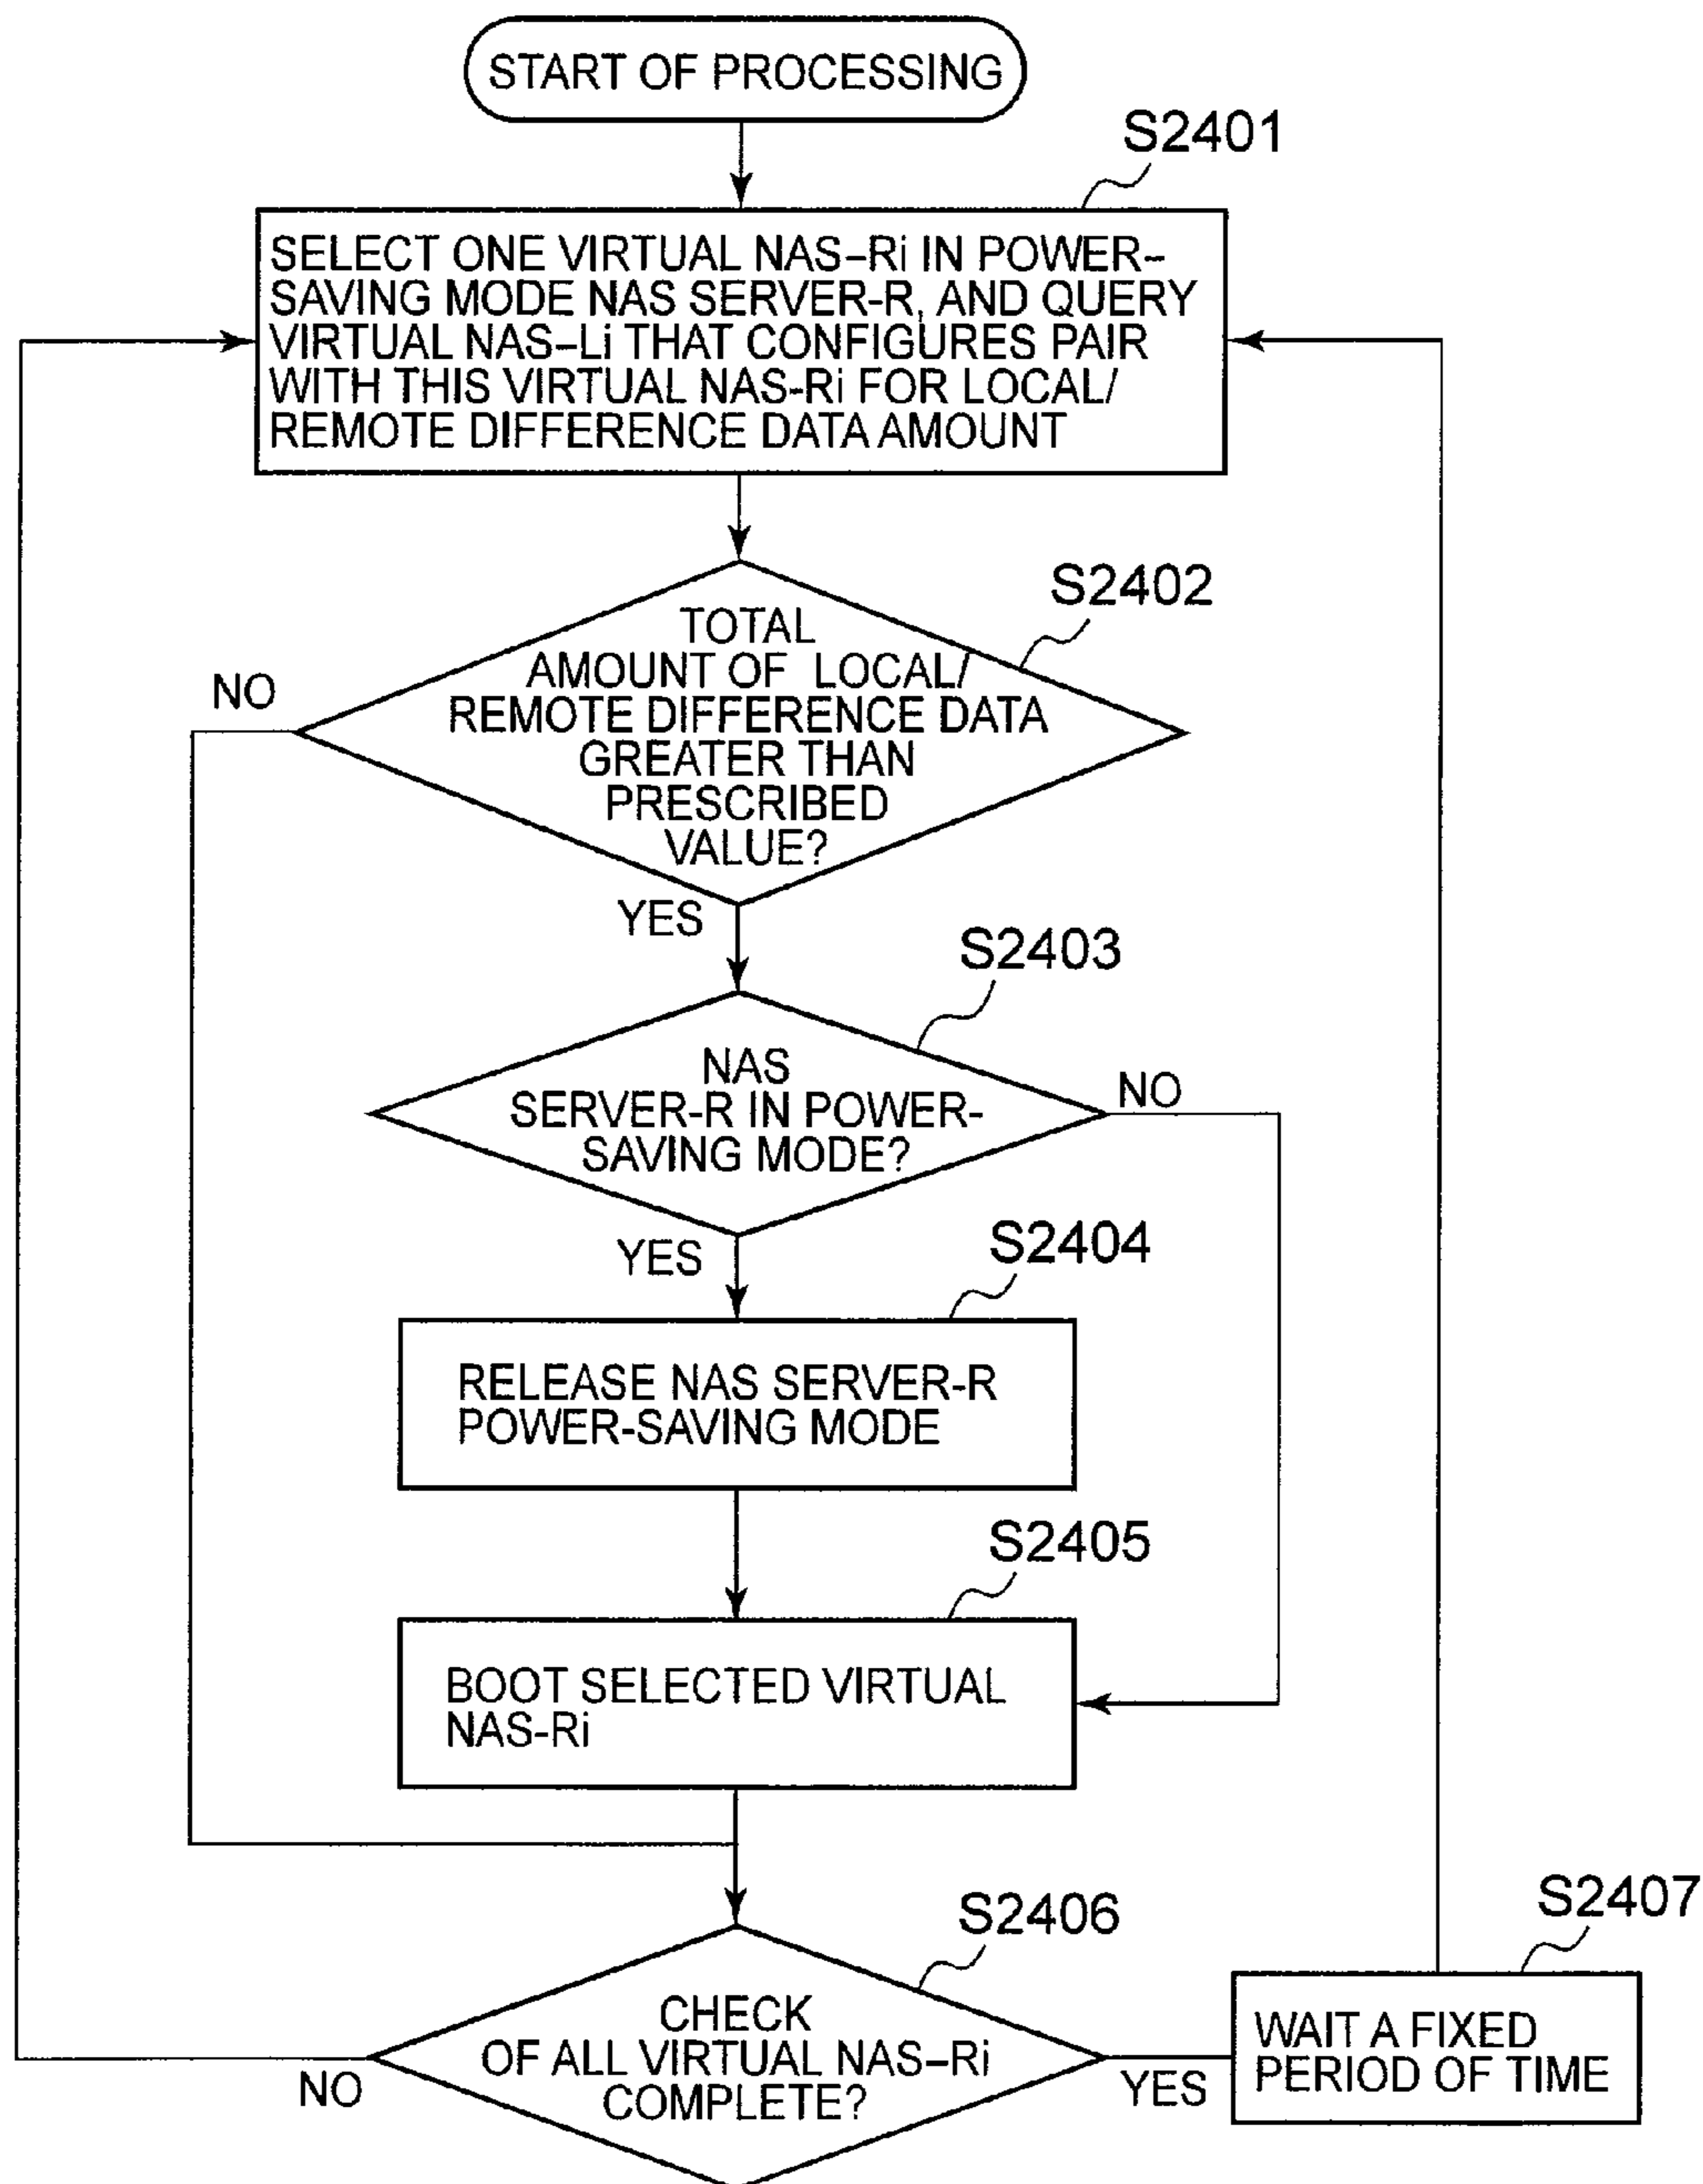 START OF PROCESSING
S2401
SELECT ONE VIRTUAL NAS-Ri IN POWER-
SAVING MODE NAS SERVER-R, AND QUERY
VIRTUAL NAS-Li THAT CONFIGURES PAIR
WITH THIS VIRTUAL NAS-Ri FOR LOCAL/
REMOTE DIFFERENCE DATA AMOUNT
S2402
TOTAL
AMOUNT OF LOCAL/
REMOTE DIFFERENCE DATA
GREATER THAN
PRESCRIBED
VALUE?
NO
YES
S2403
NAS
SERVER-R IN POWER-
SAVING MODE?
NO
YES
S2404
RELEASE NAS SERVER-R
POWER-SAVING MODE
S2405
BOOT SELECTED VIRTUAL
NAS-Ri
S2406
CHECK
OF ALL VIRTUAL NAS-Ri
COMPLETE?
NO
YES
S2407
WAIT A FIXED
PERIOD OF TIME